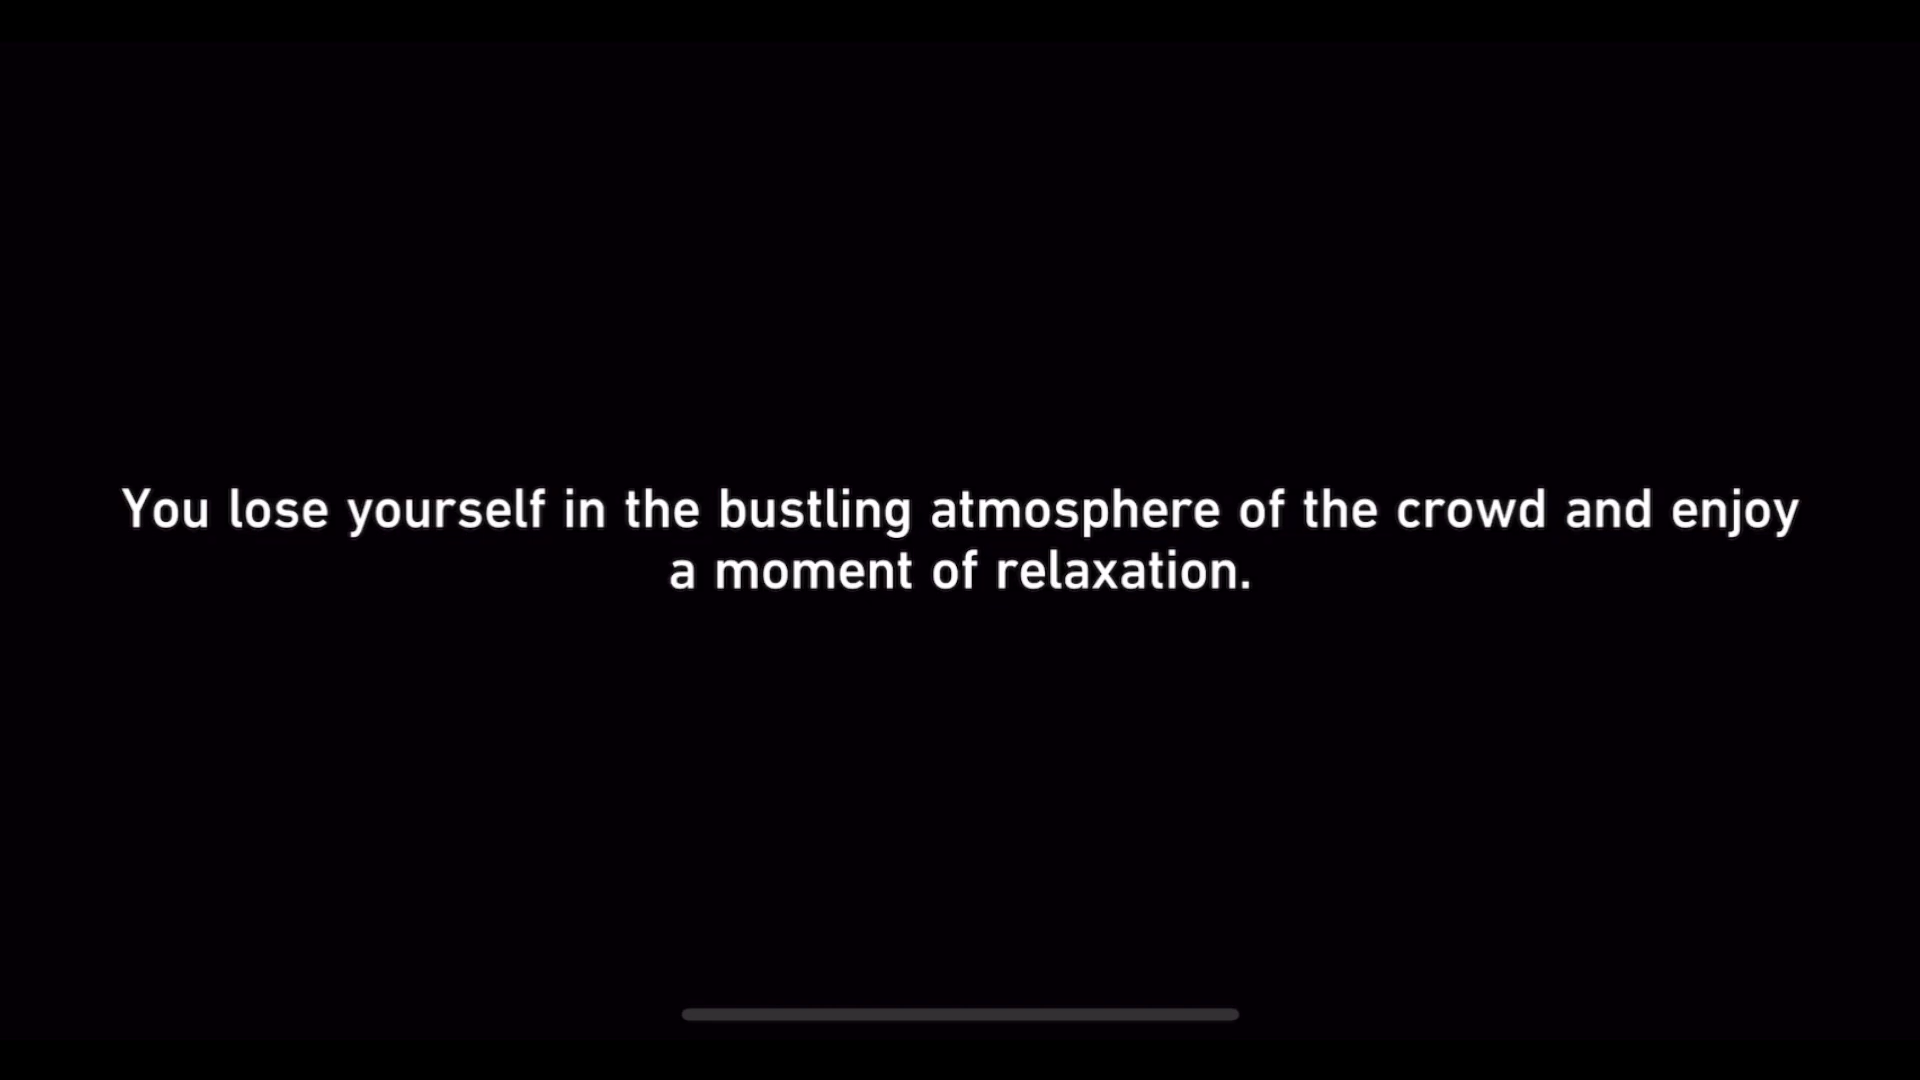 You lose yourself in the bustling atmosphere of the crowd and enjoy
a moment of relaxation.